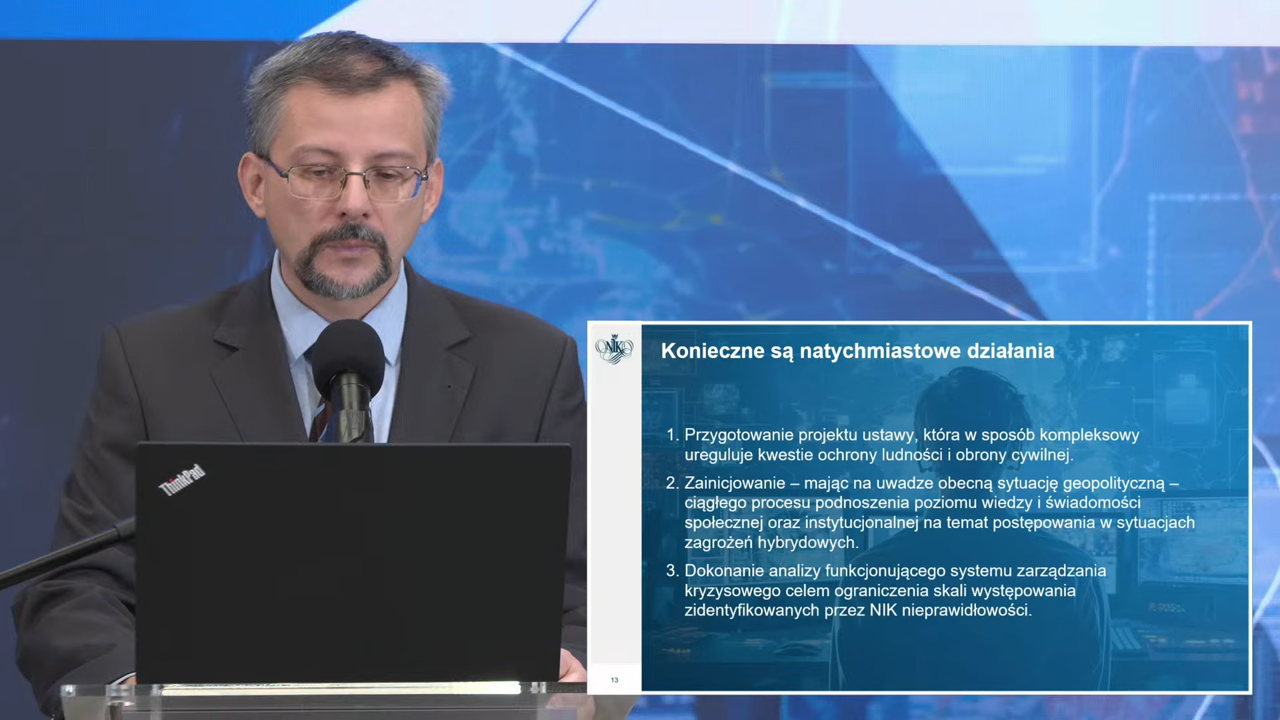 ThinkPad
NIK
Konieczne są natychmiastowe działania
1. Przygotowanie projektu ustawy, która w sposób kompleksowy
ureguluje kwestie ochrony ludności i obrony cywilnej.
2. Zainicjowanie – mając na uwadze obecną sytuację geopolityczną –
ciągłego procesu podnoszenia poziomu wiedzy i świadomości
społecznej oraz instytucjonalnej na temat postępowania w sytuacjach
zagrożeń hybrydowych.
3. Dokonanie analizy funkcjonującego systemu zarządzania
kryzysowego celem ograniczenia skali występowania
zidentyfikowanych przez NIK nieprawidłowości.
13